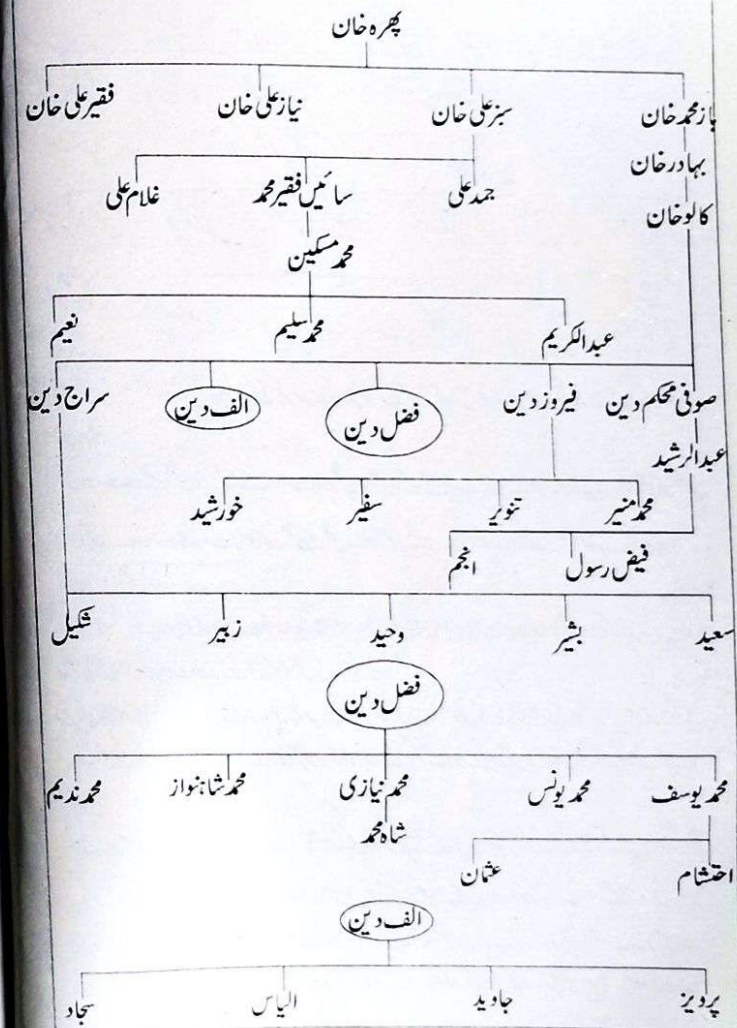 پھرہ خان
باز محمد خان سبز علی خان نیاز علی خان فقیر علی خان
بہادر خان
جمد علی سائیں فقیر محمد غلام علی
کالو خان
محمد مسکین
عبدالکریم محمد سلیم نعیم
صوفی محکم دین فیروز دین فضل دین الف دین سراج دین
عبدالرشید
محمد منیر تنویر سفیر خورشید
فیض رسول انجم
سعید بشیر وحید زبیر شکیل
فضل دین
محمد یوسف محمد یونس محمد نیازی محمد شاہنواز محمد ندیم
شاہ محمد
احتشام عثمان
الف دین
پرویز جاوید الیاس سجاد